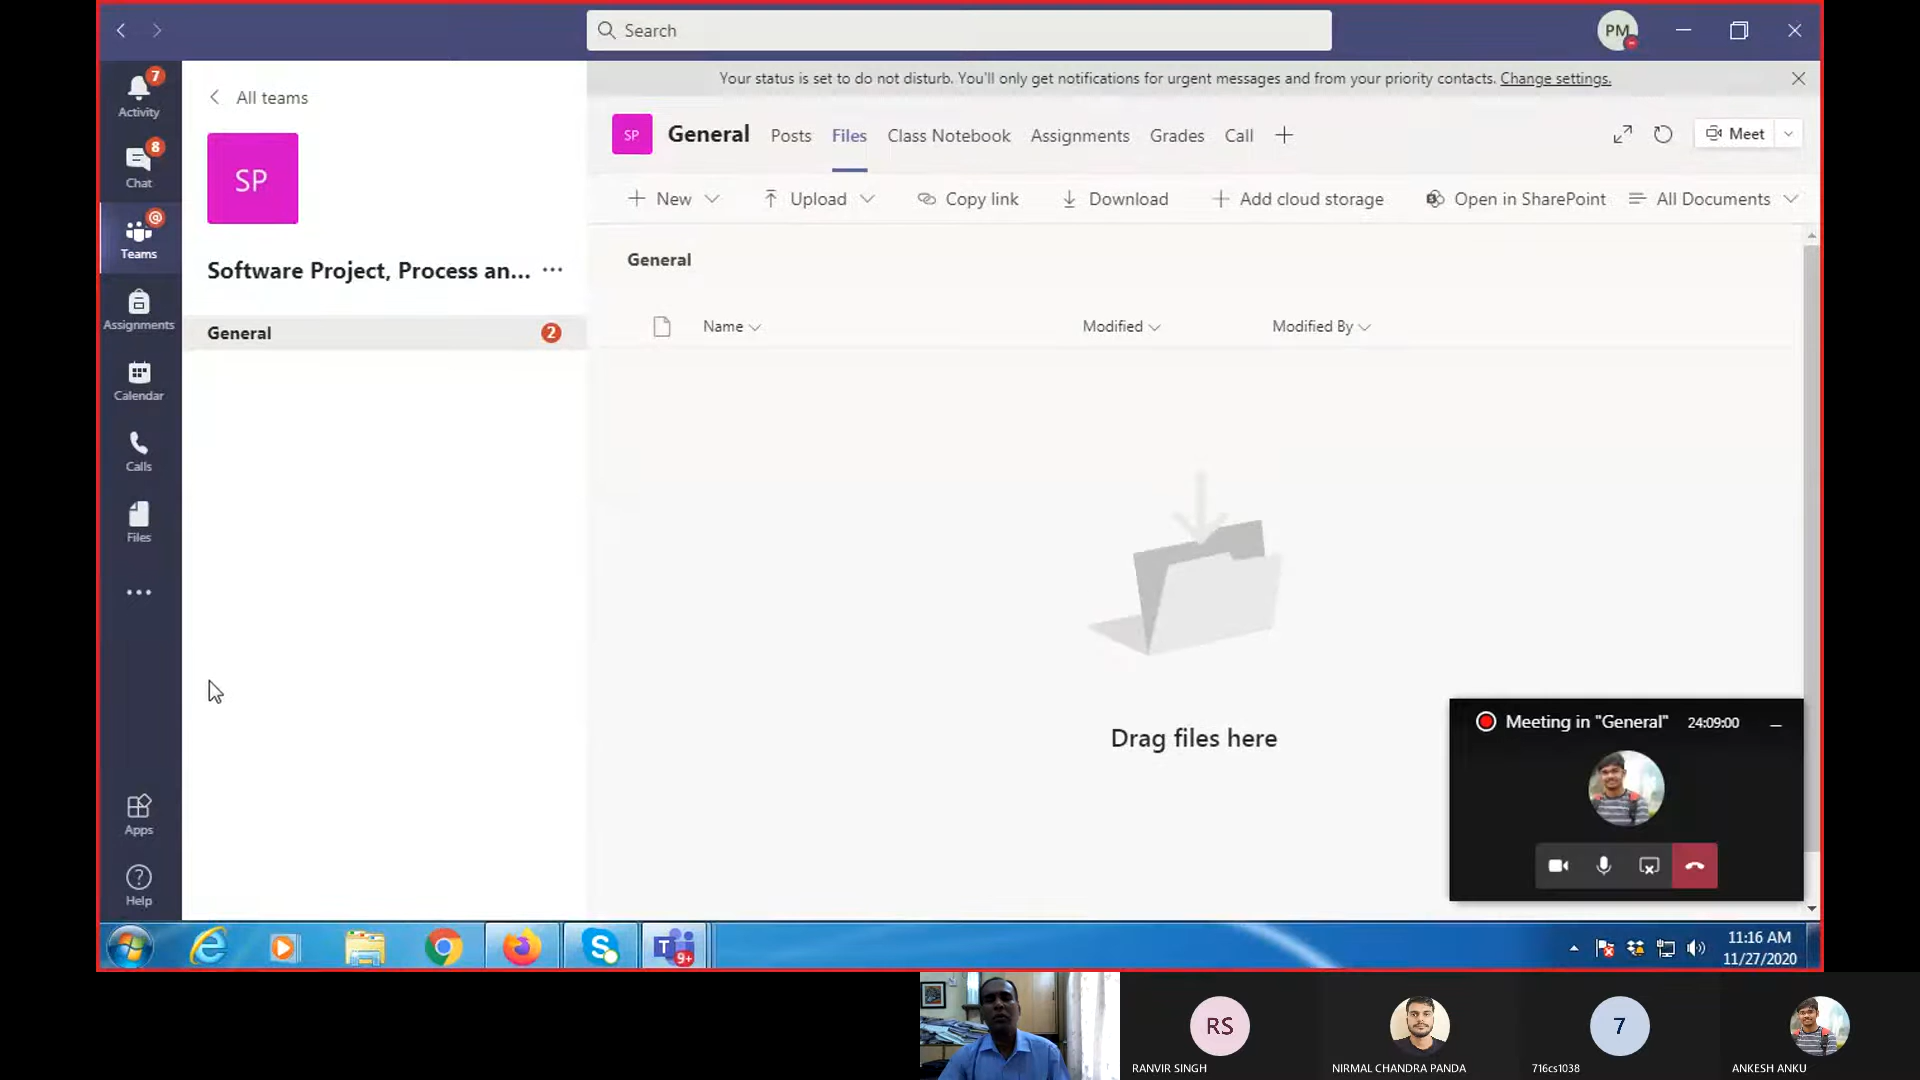 Search
PM
Your status is set to do not disturb. You'll only get notifications for urgent messages and from your priority contacts. Change settings.
7
Activity
8
Chat
@
Teams
Assignments
Calendar
Calls
Files
Apps
Help
All teams
SP
Software Project, Process an... ...
General 2
SP General Posts Files Class Notebook Assignments Grades Call Meet
New Upload Copy link Download Add cloud storage Open in SharePoint All Documents
General
Name Modified Modified By
Drag files here
Meeting in "General" 24:09:00
T 9+
11:16 AM
11/27/2020
RS
RANVIR SINGH
NIRMAL CHANDRA PANDA
7
716cs1038
ANKESH ANKU